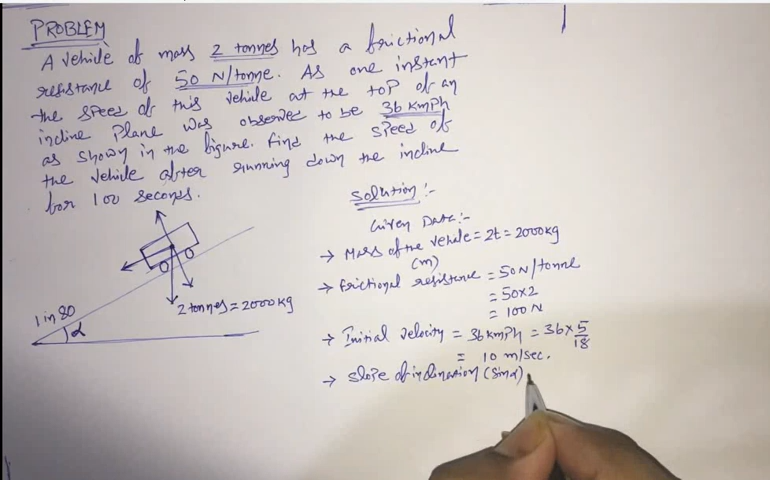 PROBLEM
A vehicle of mass 2 tonnes has a frictional
resistance of 50 N/tonne. As one instant
the speed of this vehicle at the top of an
incline plane was observed to be 36 kmph
as shown in the figure. Find the speed of
the vehicle after running down the incline
for 100 seconds.
Solution :-
Given Data:-
→ Mass of the vehicle = 2t = 2000kg
(m)
→ frictional resistance = 50 N/tonne
= 50×2
= 100 N
→ Initial velocity = 36 kmph = 36 × 5/18
= 10 m/sec.
→ Slope of inclination (sinα)
2 tonnes = 2000 kg
1 in 80
α